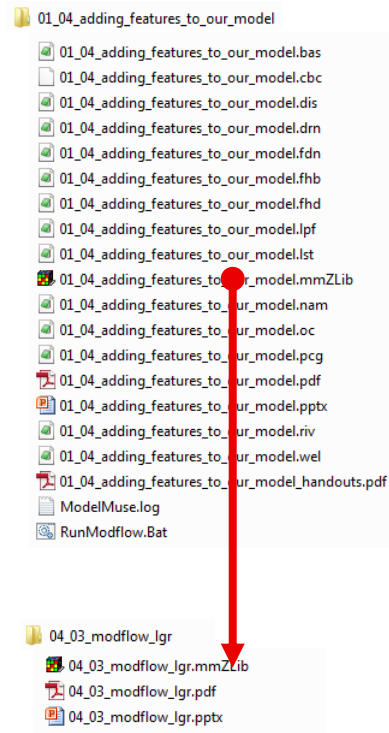 01_04_adding_features_to_our_model
01_04_adding_features_to_our_model.bas
01_04_adding_features_to_our_model.cbc
01_04_adding_features_to_our_model.dis
01_04_adding_features_to_our_model.drn
01_04_adding_features_to_our_model.fdn
01_04_adding_features_to_our_model.fhb
01_04_adding_features_to_our_model.fhd
01_04_adding_features_to_our_model.lpf
01_04_adding_features_to_our_model.lst
01_04_adding_features_to_our_model.mmZLib
01_04_adding_features_to_our_model.nam
01_04_adding_features_to_our_model.oc
01_04_adding_features_to_our_model.pcg
01_04_adding_features_to_our_model.pdf
01_04_adding_features_to_our_model.pptx
01_04_adding_features_to_our_model.riv
01_04_adding_features_to_our_model.wel
01_04_adding_features_to_our_model_handouts.pdf
ModelMuse.log
RunModflow.Bat
04_03_modflow_lgr
04_03_modflow_lgr.mmZLib
04_03_modflow_lgr.pdf
04_03_modflow_lgr.pptx